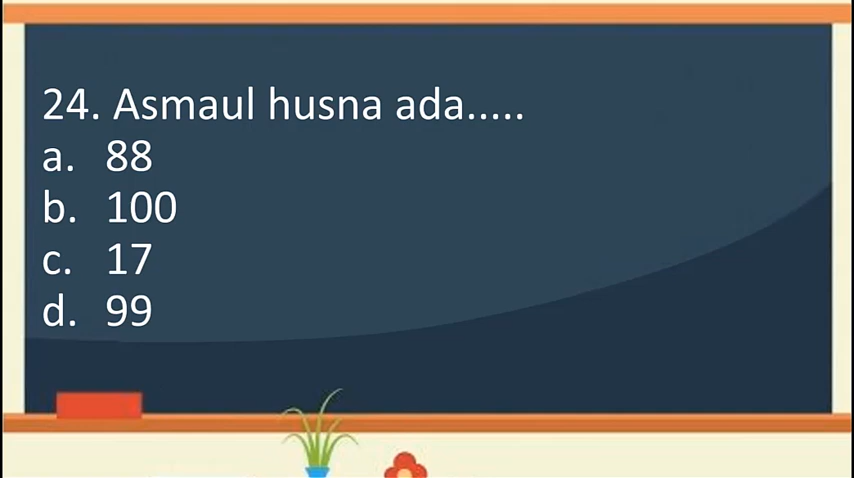 24. Asmaul husna ada.....
a. 88
b. 100
c. 17
d. 99